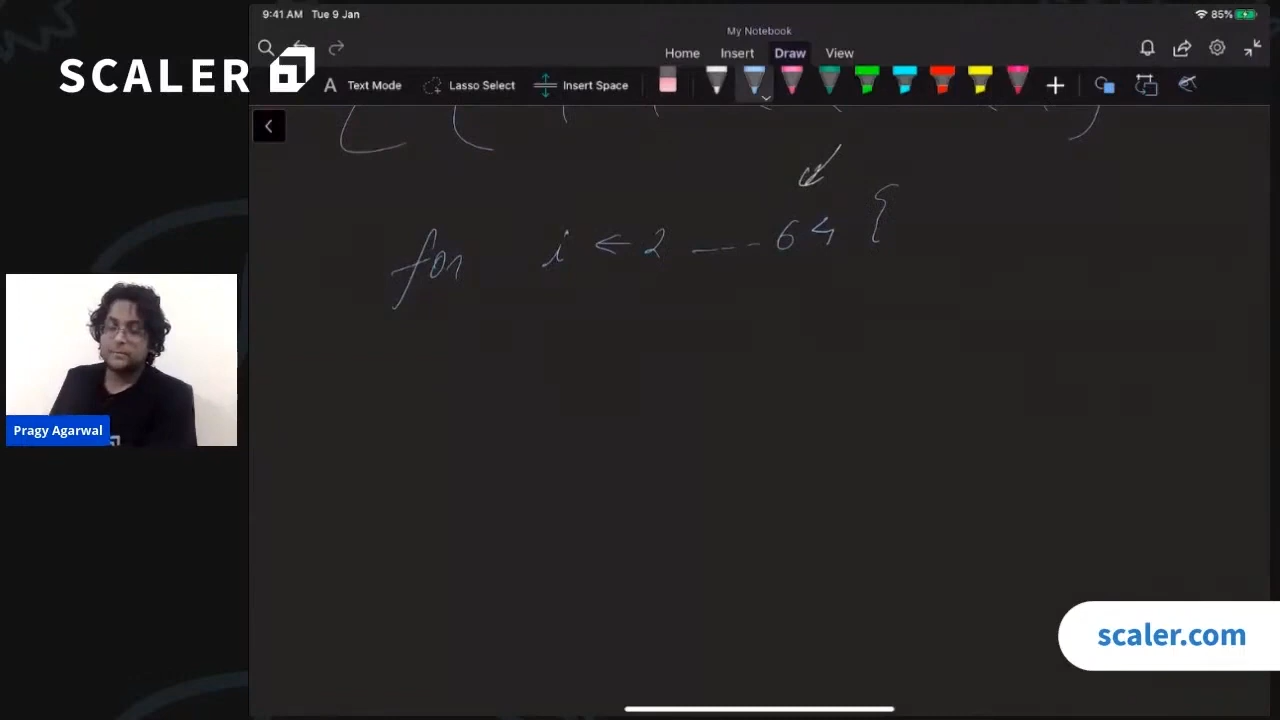 9:41 AM Tue 9 Jan
85%
My Notebook
Home Insert Draw View
SCALER
Text Mode Lasso Select Insert Space
for i ← 2 --- 64 {
Pragy Agarwal
scaler.com